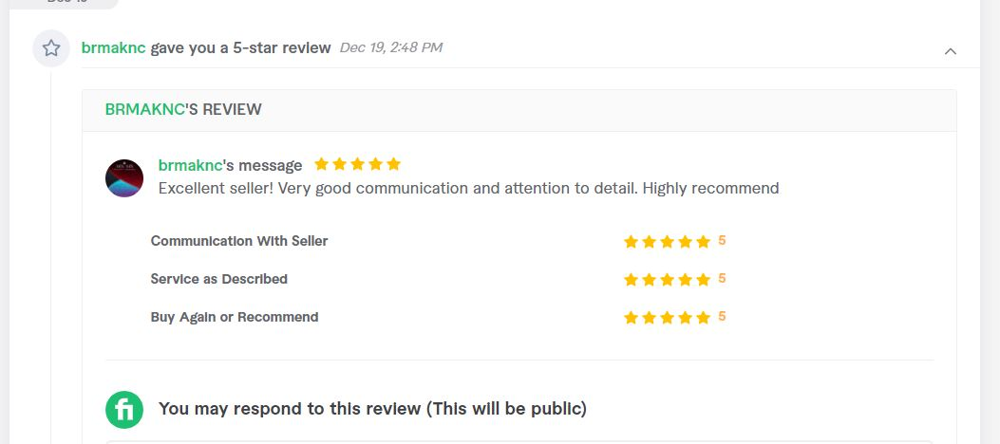 brmaknc gave you a 5-star review Dec 19, 2:48 PM
BRMAKNC'S REVIEW
brmaknc's message
Excellent seller! Very good communication and attention to detail. Highly recommend
Communication With Seller 5
Service as Described 5
Buy Again or Recommend 5
fi You may respond to this review (This will be public)